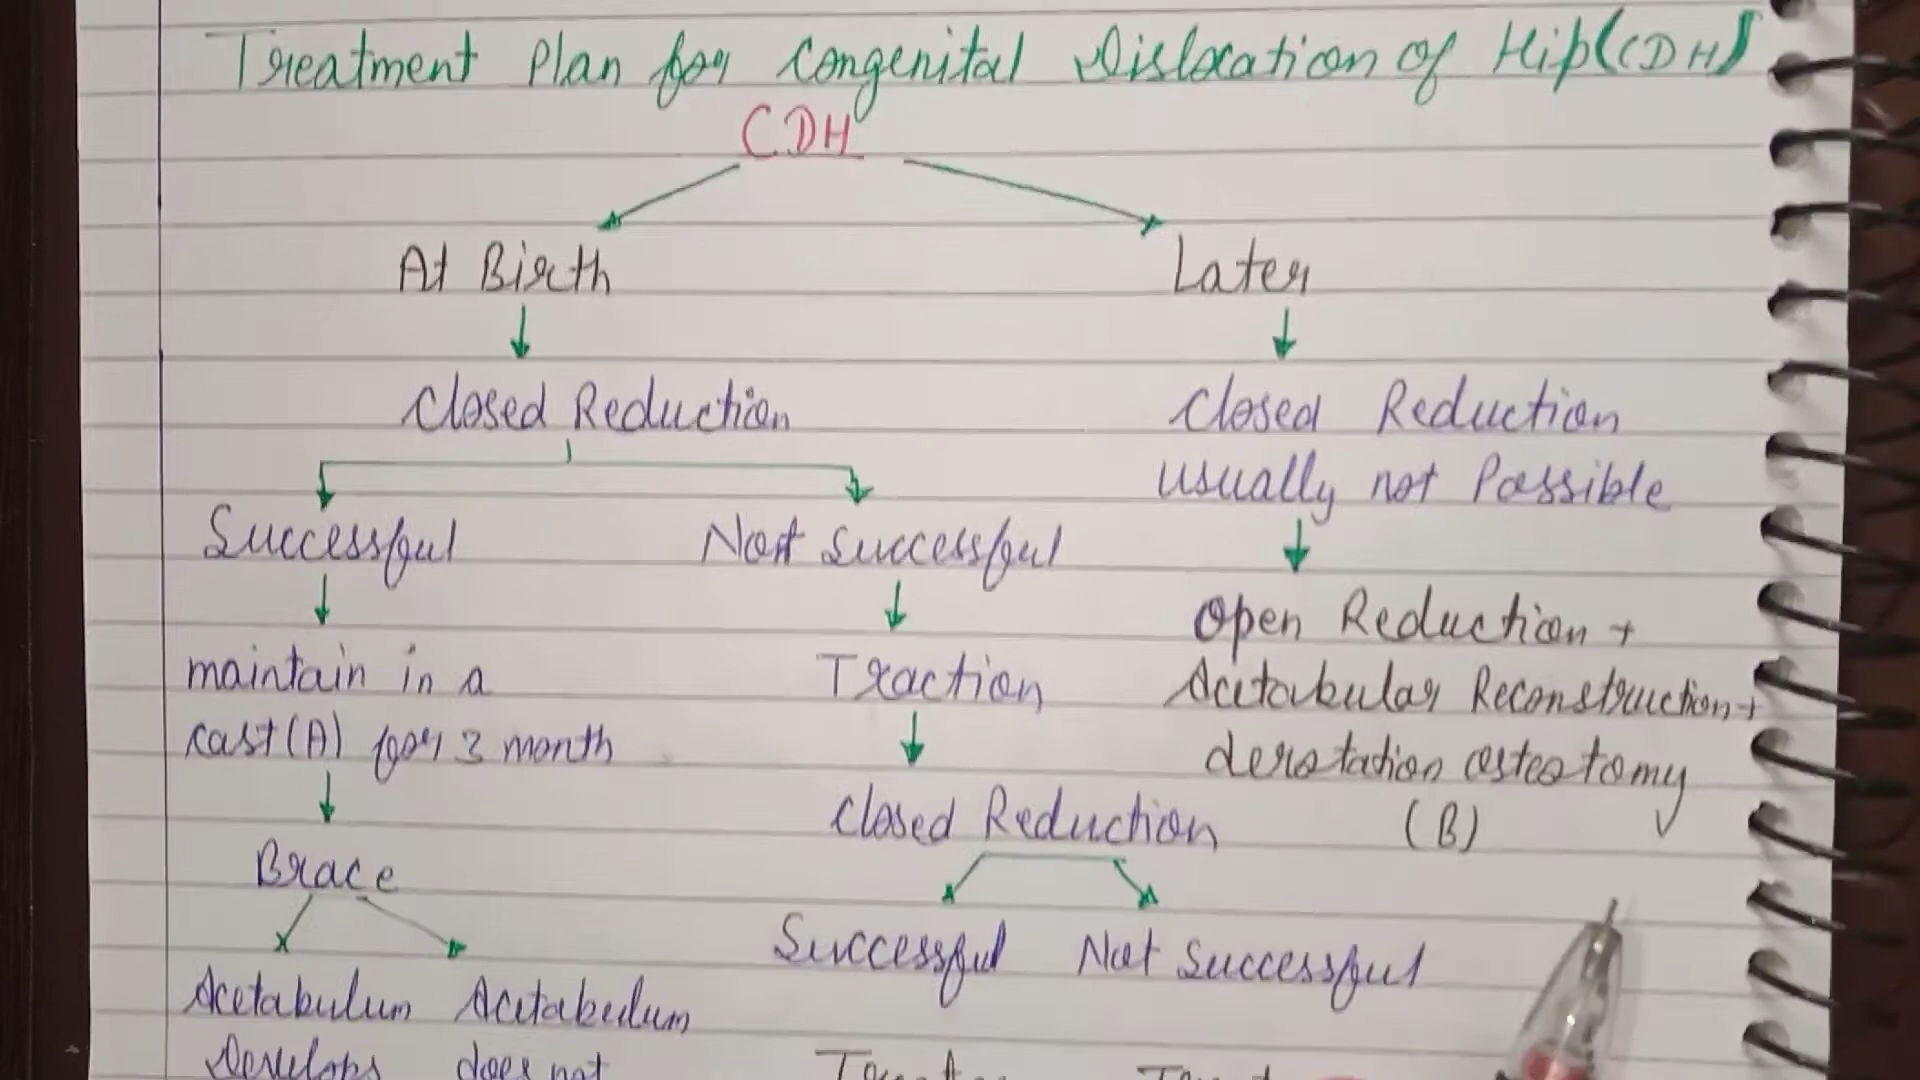 Treatment Plan for Congenital Dislocation of Hip (CDH)
CDH
At Birth
Later
Closed Reduction
Closed Reduction
usually not Possible
Successful
Not successful
maintain in a
cast (A) for 3 month
Traction
Open Reduction +
Acetabular Reconstruction +
derotation osteotomy
(B)
Closed Reduction
Brace
Successful
Not Successful
Acetabulum
Develops
Acetabulum
does not